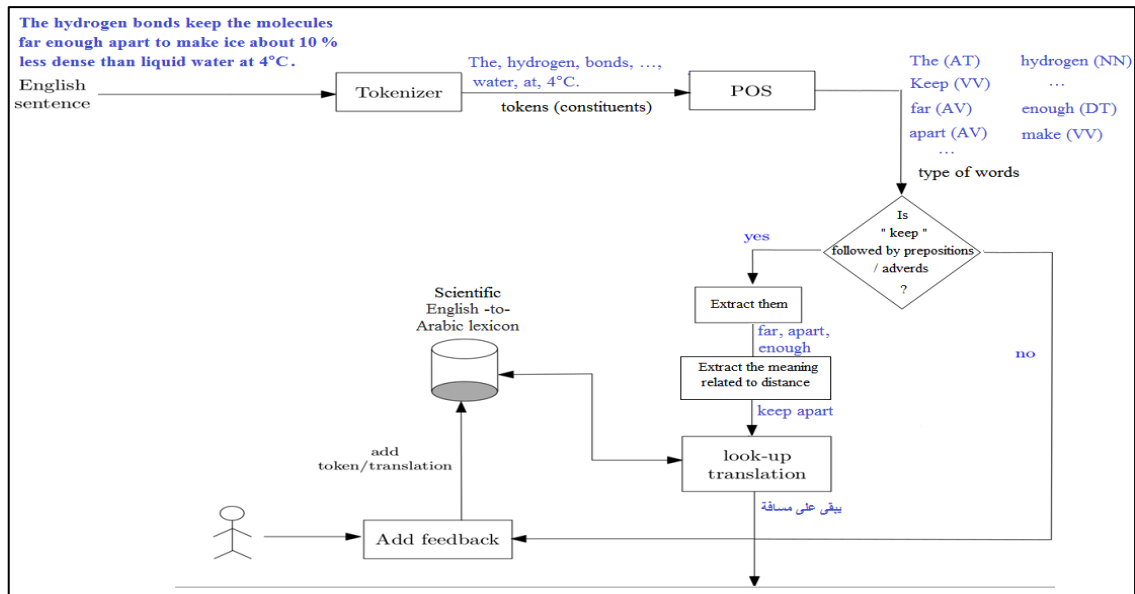 The hydrogen bonds keep the molecules
far enough apart to make ice about 10 %
less dense than liquid water at 4°C.
English
sentence
Tokenizer
The, hydrogen, bonds, …,
water, at, 4°C.
tokens (constituents)
POS
The (AT) hydrogen (NN)
Keep (VV) …
far (AV) enough (DT)
apart (AV) make (VV)
…
type of words
Is
" keep "
followed by prepositions
/ adverds
?
yes
no
Extract them
far, apart,
enough
Extract the meaning
related to distance
keep apart
Scientific
English -to-
Arabic lexicon
look-up
translation
add
token/translation
يبقى على مسافة
Add feedback